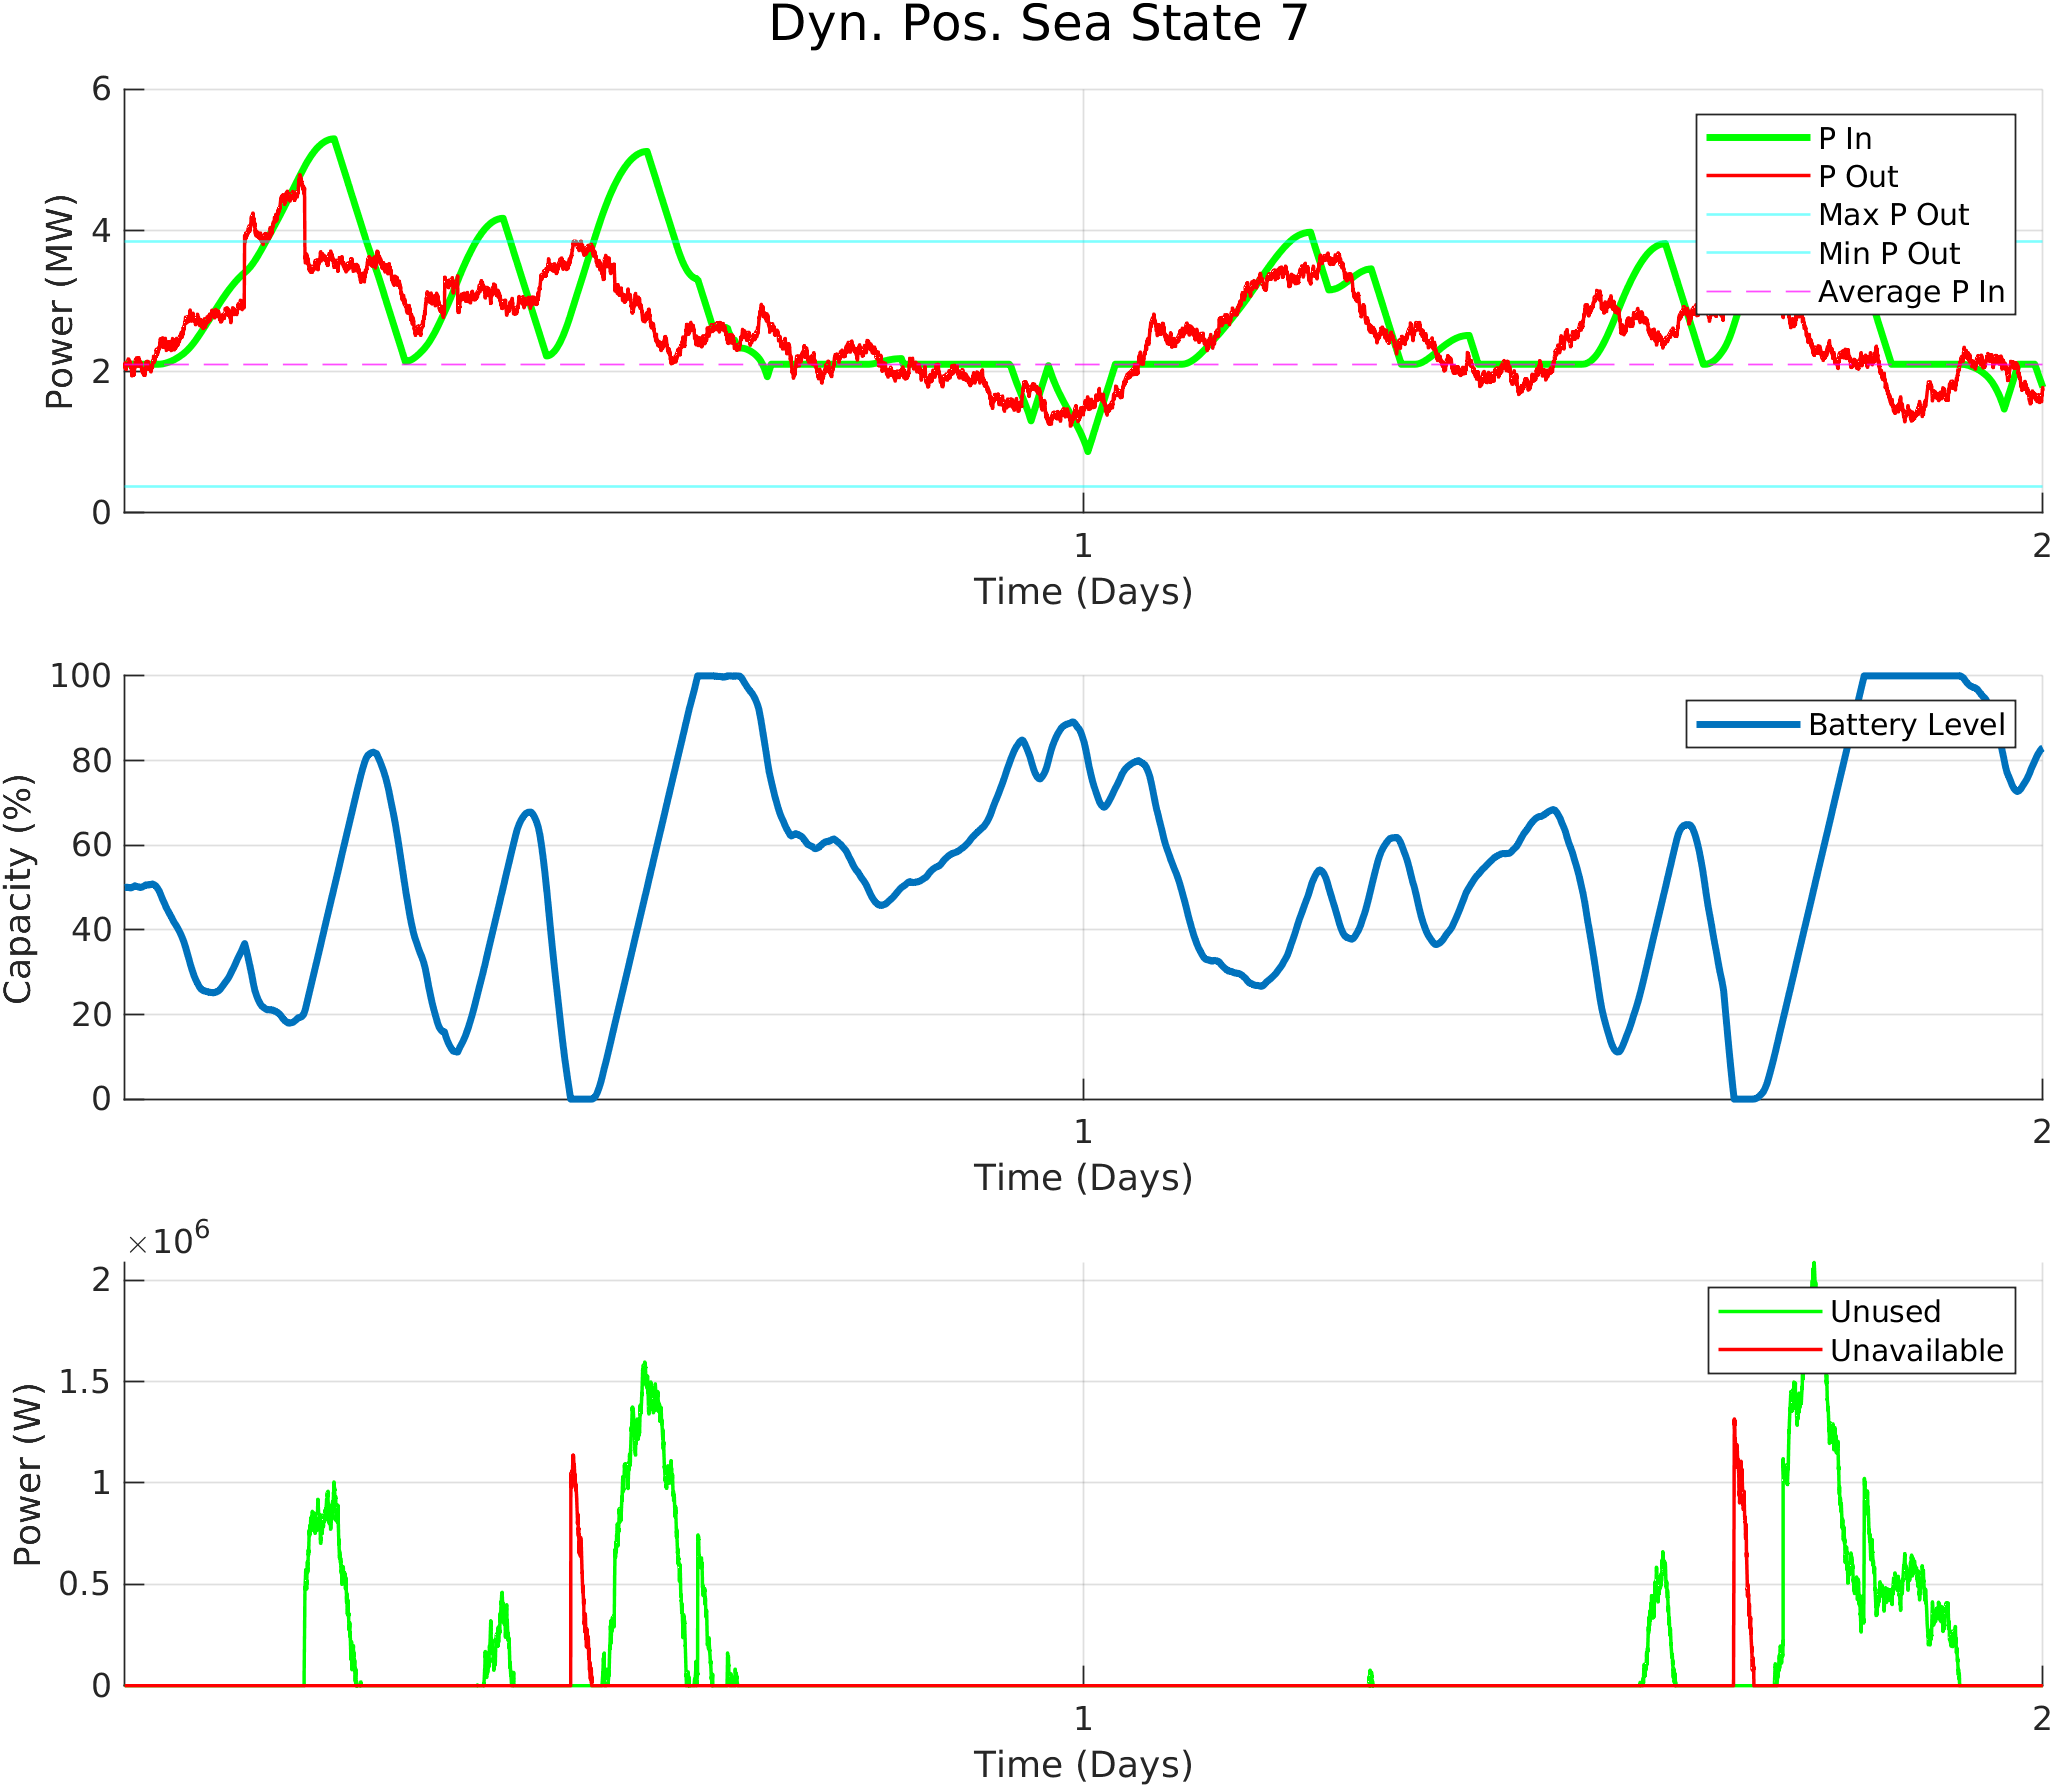 Dyn. Pos. Sea State 7
6
4
2
0
Power (MW)
P In
P Out
Max P Out
Min P Out
Average P In
1
2
Time (Days)
100
80
60
40
20
0
Capacity (%)
Battery Level
1
2
Time (Days)
×10⁶
2
1.5
1
0.5
0
Power (W)
Unused
Unavailable
1
2
Time (Days)